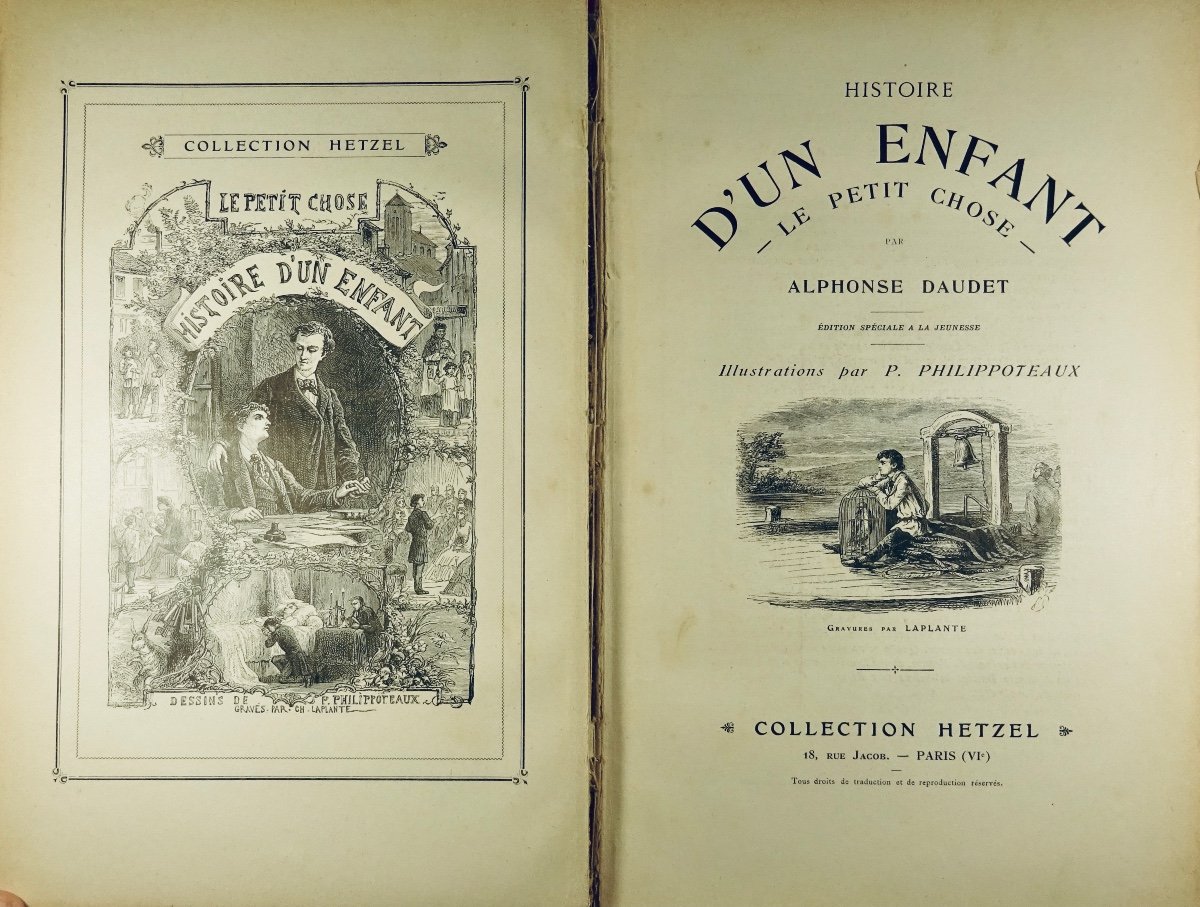 COLLECTION HETZEL
LE PETIT CHOSE
HISTOIRE D'UN ENFANT
DESSINS DE P. PHILIPPOTEAUX
GRAVÉS PAR CH. LAPLANTE
HISTOIRE
D'UN ENFANT
— LE PETIT CHOSE —
PAR
ALPHONSE DAUDET
ÉDITION SPÉCIALE A LA JEUNESSE
Illustrations par P. PHILIPPOTEAUX
GRAVURES PAR LAPLANTE
COLLECTION HETZEL
18, RUE JACOB. — PARIS (VIe)
Tous droits de traduction et de reproduction réservés.